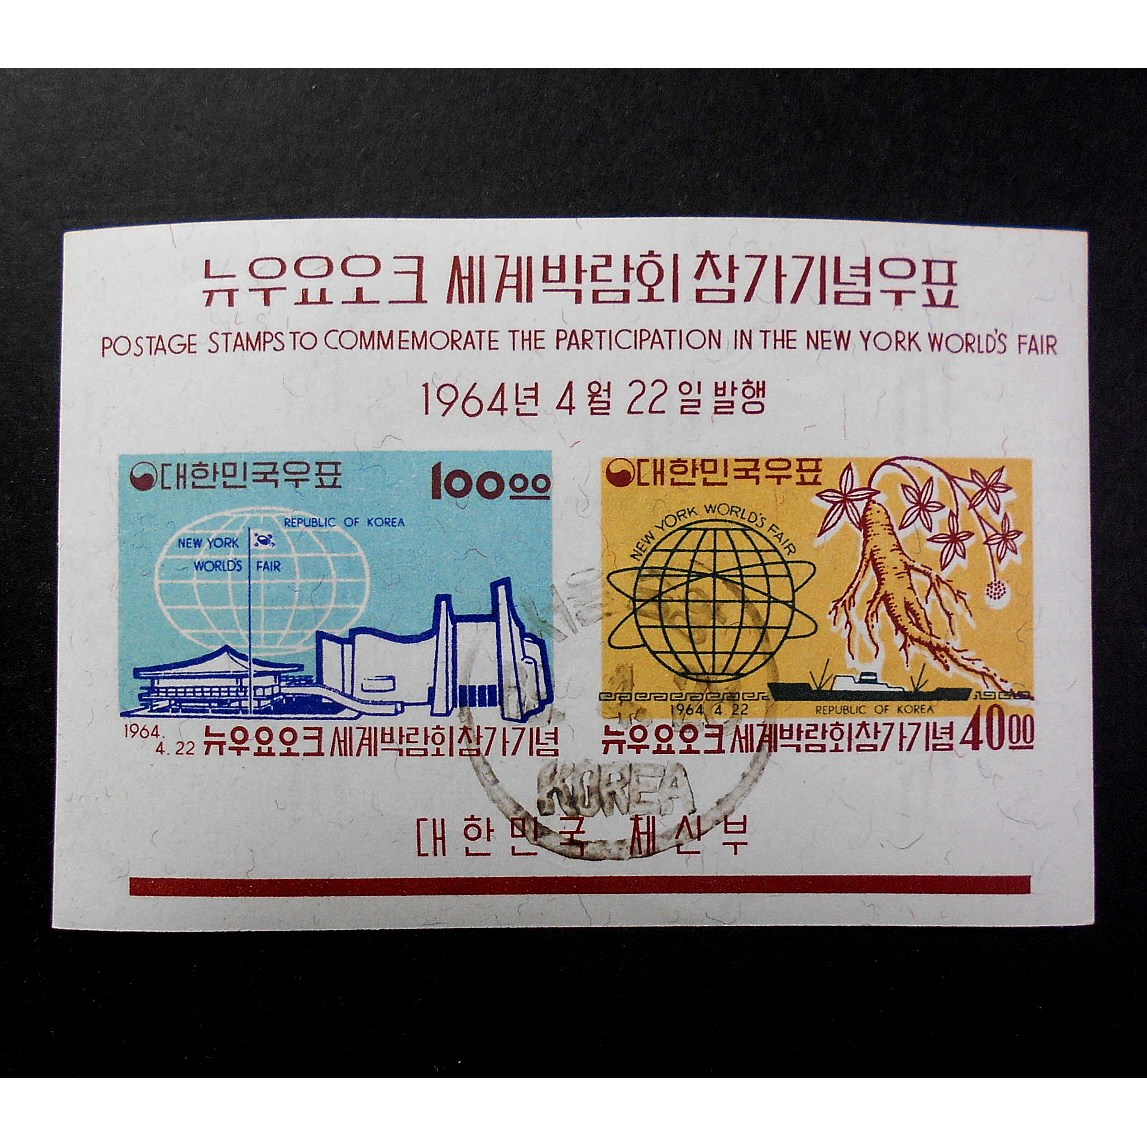 뉴우요오크 세계박람회 참가기념우표
POSTAGE STAMPS TO COMMEMORATE THE PARTICIPATION IN THE NEW YORK WORLD'S FAIR
1964년 4월 22일 발행
대한민국우표 10000
REPUBLIC OF KOREA
NEW YORK
WORLD'S FAIR
1964.
4.22 뉴우요오크 세계박람회참가기념
대한민국우표
NEW YORK WORLD'S FAIR
1964 4 22 REPUBLIC OF KOREA
뉴우요오크세계박람회참가기념 4000
KOREA
대한민국 체신부